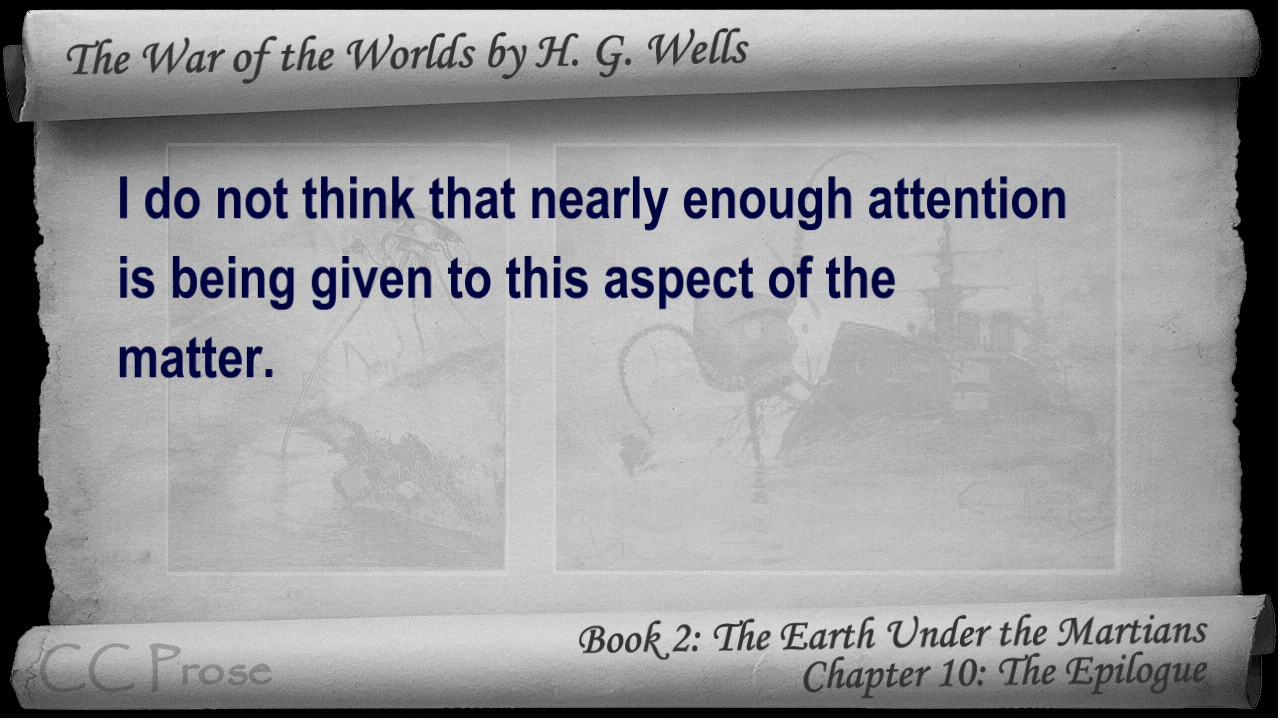 The War of the Worlds by H. G. Wells
I do not think that nearly enough attention
is being given to this aspect of the
matter.
Book 2: The Earth Under the Martians
Chapter 10: The Epilogue
CC Prose